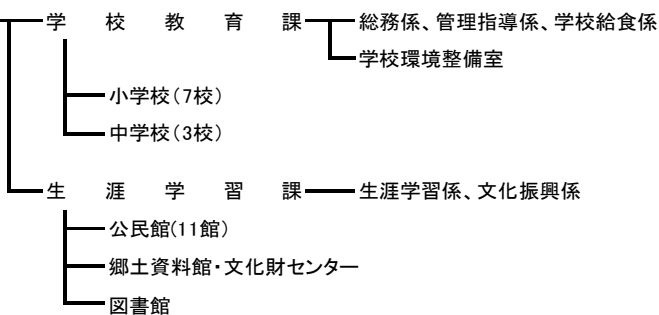 学校教育課 総務係、管理指導係、学校給食係
学校環境整備室
小学校(7校)
中学校(3校)
生涯学習課 生涯学習係、文化振興係
公民館(11館)
郷土資料館・文化財センター
図書館